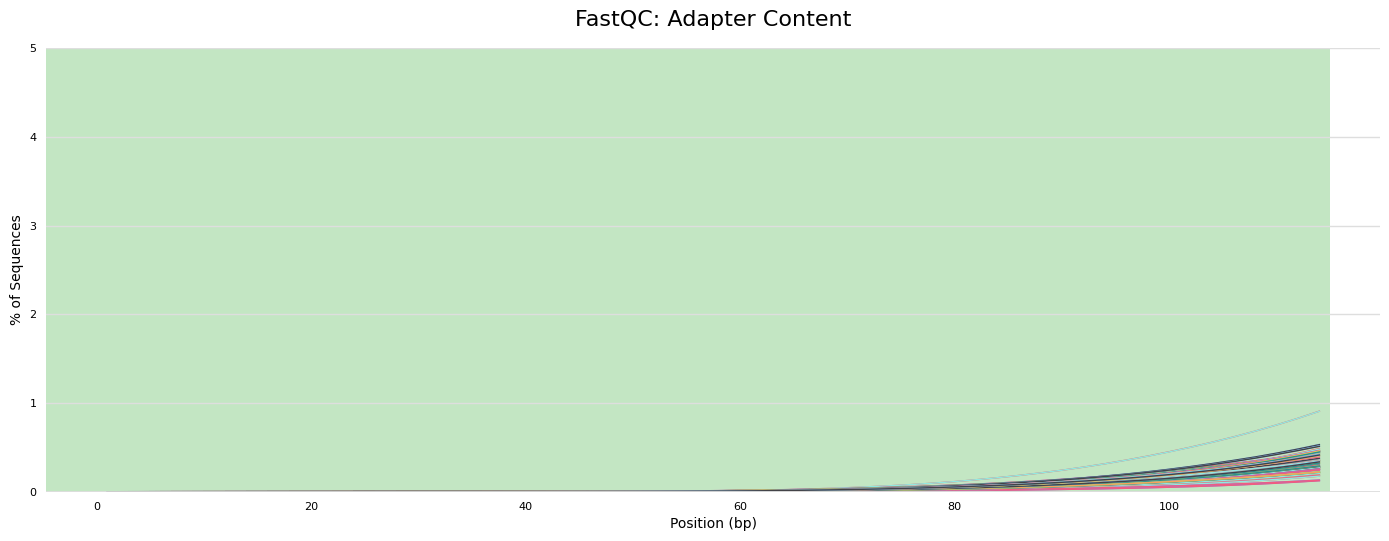 FastQC: Adapter Content
% of Sequences
5
4
3
2
1
0
0 20 40 60 80 100
Position (bp)